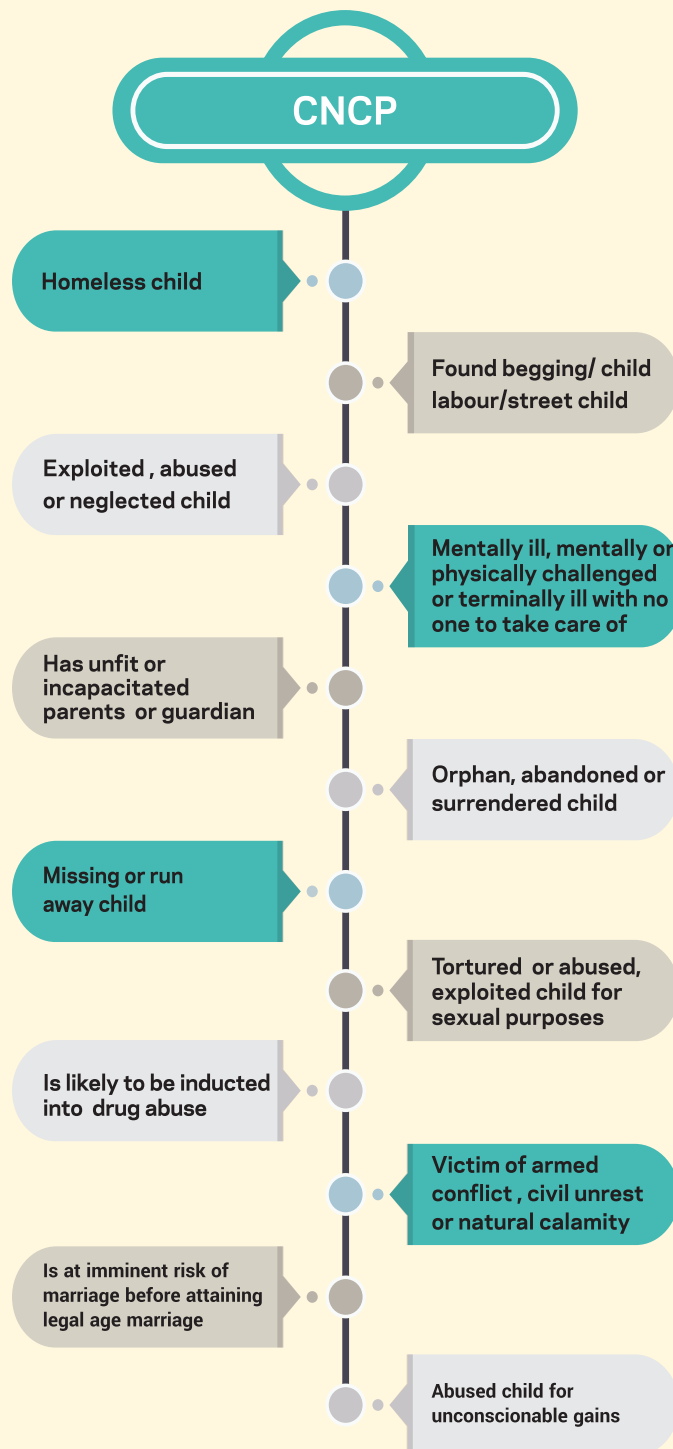 CNCP
Homeless child
Found begging/ child
labour/street child
Exploited , abused
or neglected child
Mentally ill, mentally or
physically challenged
or terminally ill with no
one to take care of
Has unfit or
incapacitated
parents  or guardian
Orphan, abandoned or
surrendered child
Missing or run
away child
Tortured  or abused,
exploited child for
sexual purposes
Is likely to be inducted
into  drug abuse
Victim of armed
conflict , civil unrest
or natural calamity
Is at imminent risk of
marriage before attaining
legal age marriage
Abused child for
unconscionable gains